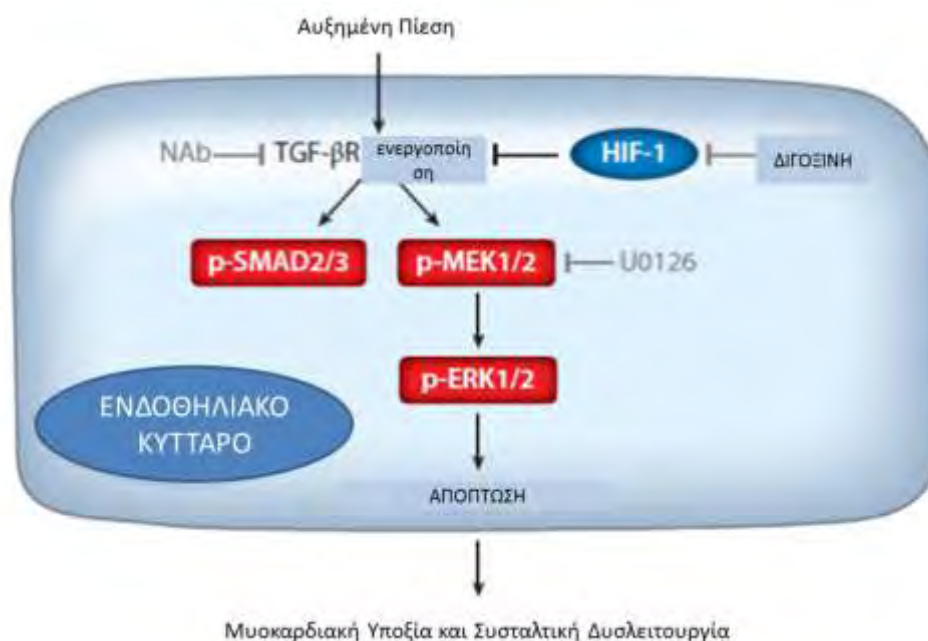 Αυξημένη Πίεση
NAb TGF-βR ενεργοποίη
ση
HIF-1
ΔΙΓΟΞΙΝΗ
p-SMAD2/3
p-MEK1/2
U0126
p-ERK1/2
ΕΝΔΟΘΗΛΙΑΚΟ
ΚΥΤΤΑΡΟ
ΑΠΟΠΤΩΣΗ
Μυοκαρδιακή Υποξία και Συσταλτική Δυσλειτουργία